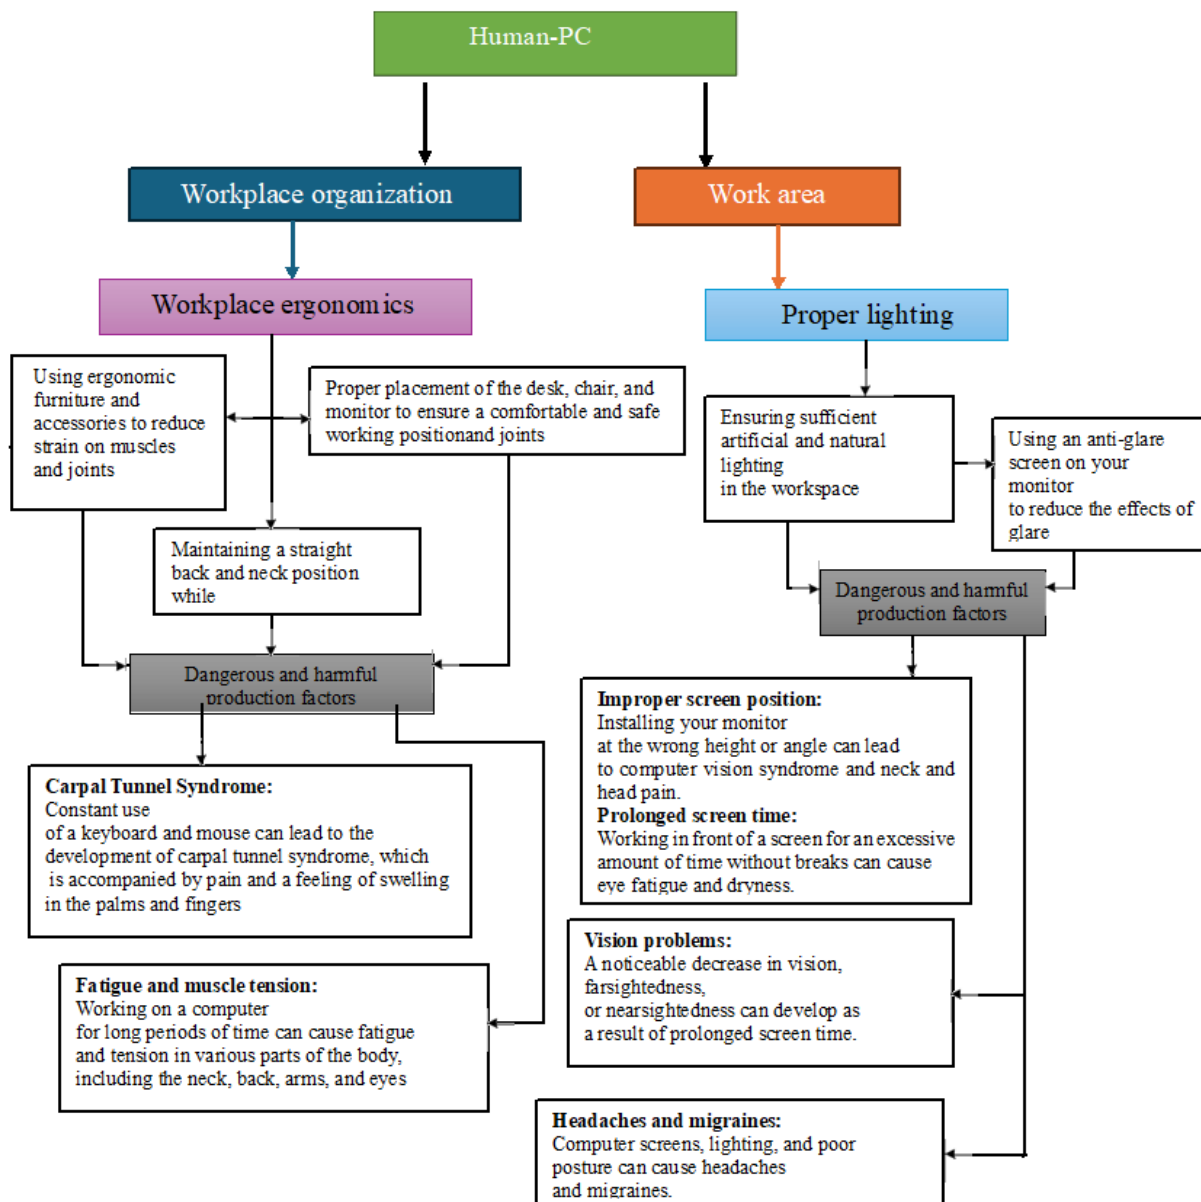 Human-PC
Workplace organization
Work area
Workplace ergonomics
Proper lighting
Using ergonomic
furniture and
accessories to reduce
strain on muscles
and joints
Proper placement of the desk, chair, and
monitor to ensure a comfortable and safe
working positionand joints
Maintaining a straight
back and neck position
while
Ensuring sufficient
artificial and natural
lighting
in the workspace
Using an anti-glare
screen on your
monitor
to reduce the effects of
glare
Dangerous and harmful
production factors
Dangerous and harmful
production factors
Carpal Tunnel Syndrome:
Constant use
of a keyboard and mouse can lead to the
development of carpal tunnel syndrome, which
is accompanied by pain and a feeling of swelling
in the palms and fingers
Fatigue and muscle tension:
Working on a computer
for long periods of time can cause fatigue
and tension in various parts of the body,
including the neck, back, arms, and eyes
Improper screen position:
Installing your monitor
at the wrong height or angle can lead
to computer vision syndrome and neck and
head pain.
Prolonged screen time:
Working in front of a screen for an excessive
amount of time without breaks can cause
eye fatigue and dryness.
Vision problems:
A noticeable decrease in vision,
farsightedness,
or nearsightedness can develop as
a result of prolonged screen time.
Headaches and migraines:
Computer screens, lighting, and poor
posture can cause headaches
and migraines.